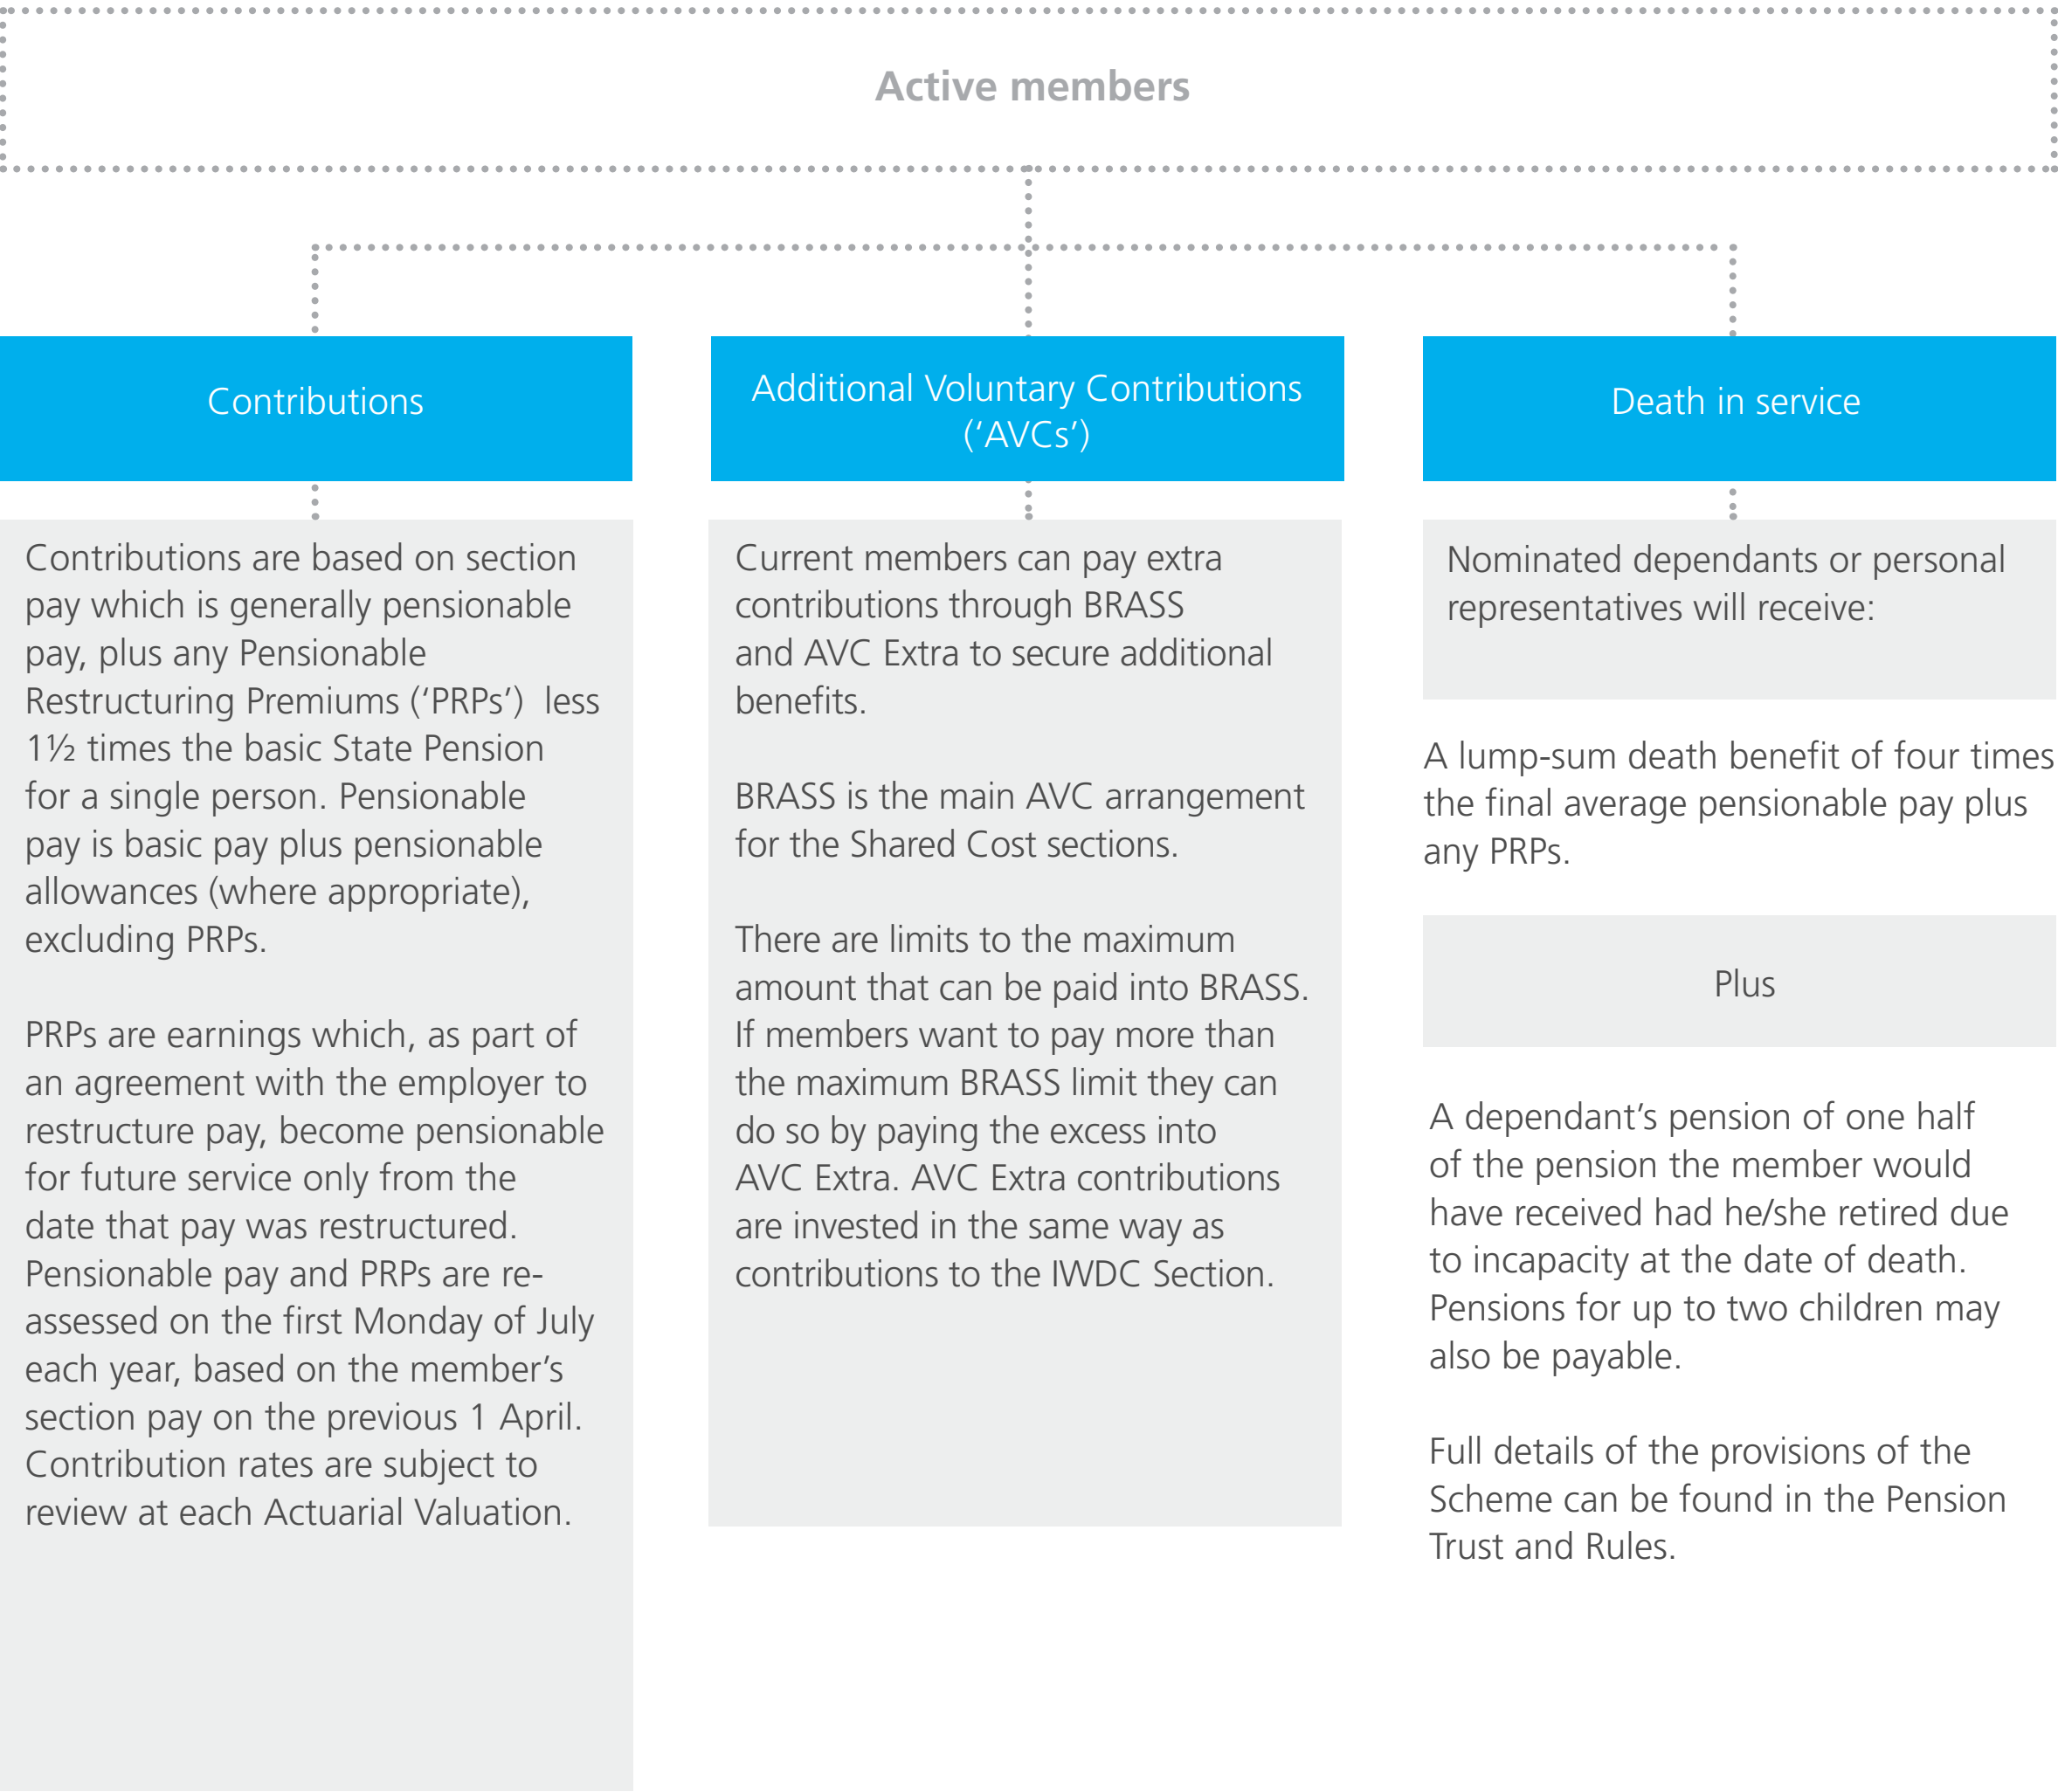 Active members
Contributions
Contributions are based on section
pay which is generally pensionable
pay, plus any Pensionable
Restructuring Premiums (‘PRPs’)  less
1½ times the basic State Pension
for a single person. Pensionable
pay is basic pay plus pensionable
allowances (where appropriate),
excluding PRPs.
PRPs are earnings which, as part of
an agreement with the employer to
restructure pay, become pensionable
for future service only from the
date that pay was restructured.
Pensionable pay and PRPs are re-
assessed on the first Monday of July
each year, based on the member’s
section pay on the previous 1 April.
Contribution rates are subject to
review at each Actuarial Valuation.
Additional Voluntary Contributions
(‘AVCs’)
Current members can pay extra
contributions through BRASS
and AVC Extra to secure additional
benefits.
BRASS is the main AVC arrangement
for the Shared Cost sections.
There are limits to the maximum
amount that can be paid into BRASS.
If members want to pay more than
the maximum BRASS limit they can
do so by paying the excess into
AVC Extra. AVC Extra contributions
are invested in the same way as
contributions to the IWDC Section.
Death in service
Nominated dependants or personal
representatives will receive:
A lump-sum death benefit of four times
the final average pensionable pay plus
any PRPs.
Plus
A dependant’s pension of one half
of the pension the member would
have received had he/she retired due
to incapacity at the date of death.
Pensions for up to two children may
also be payable.
Full details of the provisions of the
Scheme can be found in the Pension
Trust and Rules.